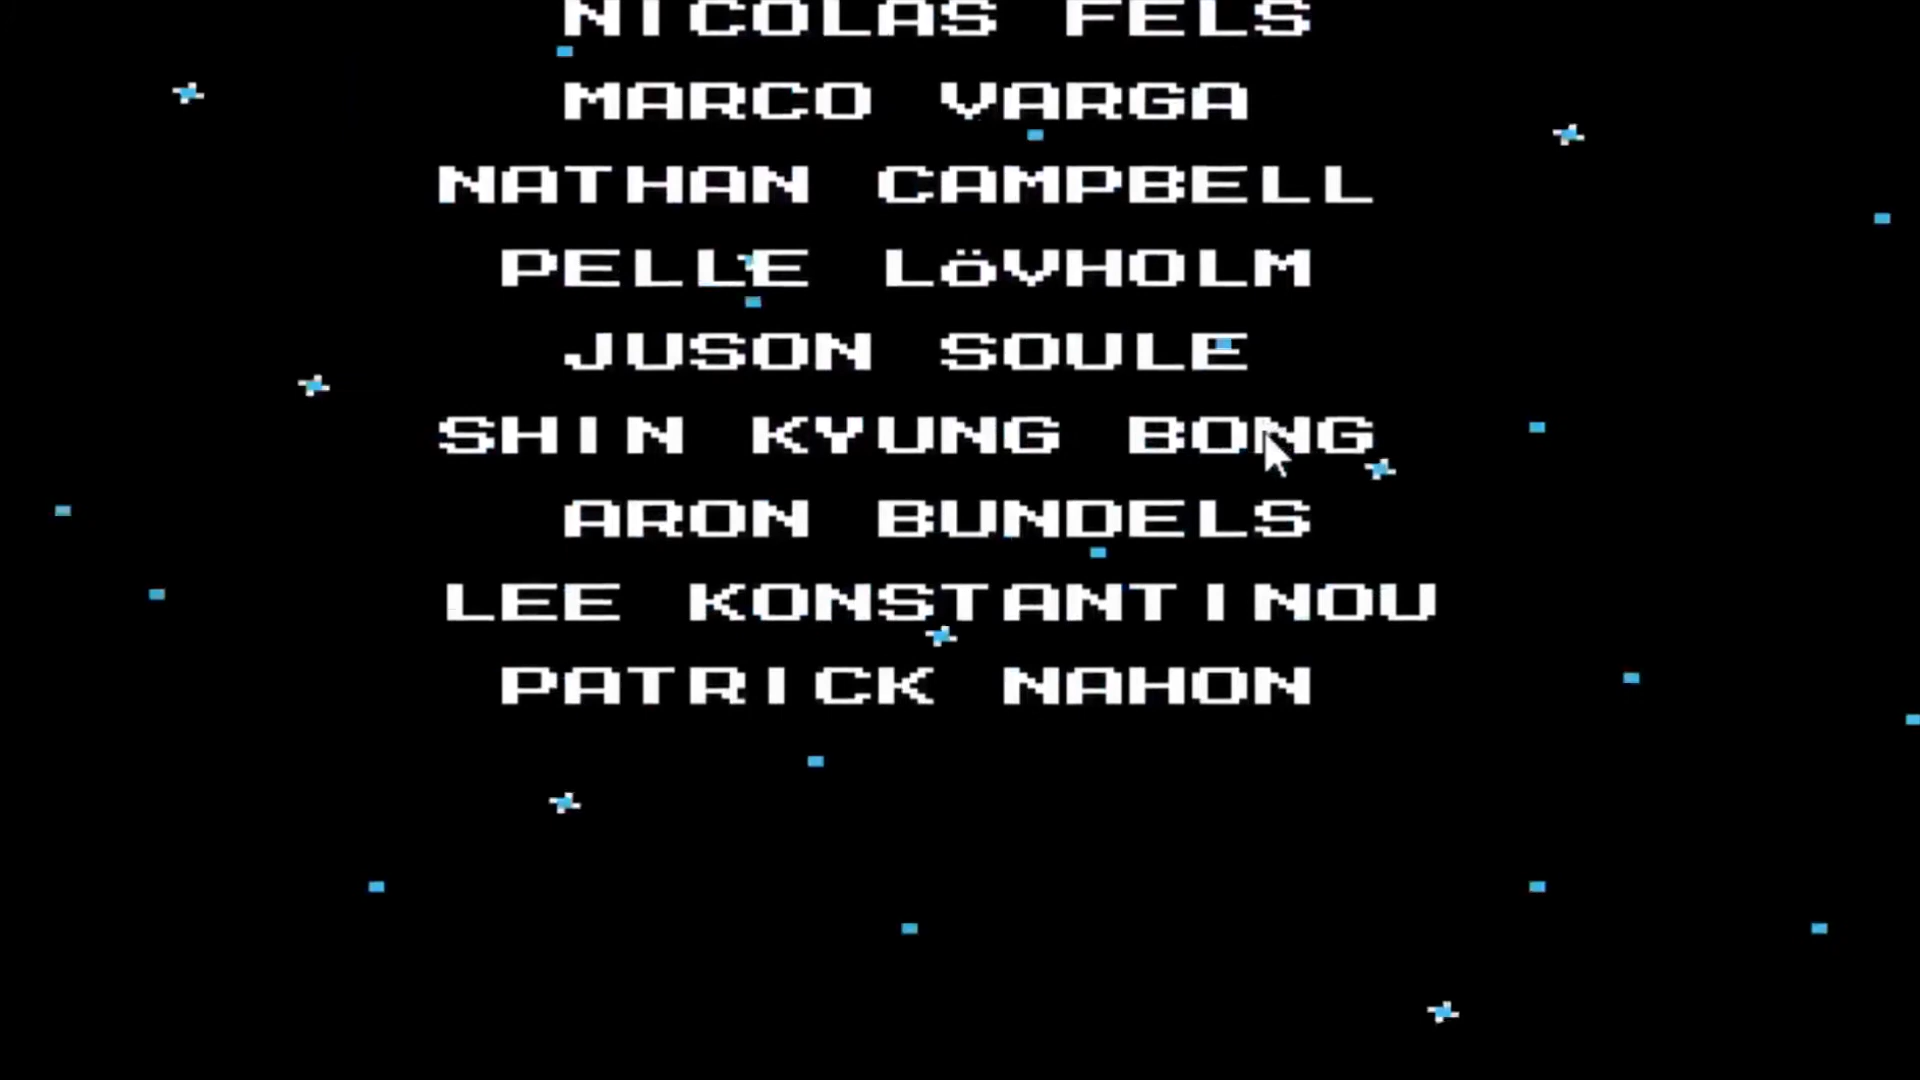 NICOLAS FELS
MARCO VARGA
NATHAN CAMPBELL
PELLE LöVHOLM
JUSON SOULE
SHIN KYUNG BONG
ARON BUNDELS
LEE KONSTANTINOU
PATRICK NAHON